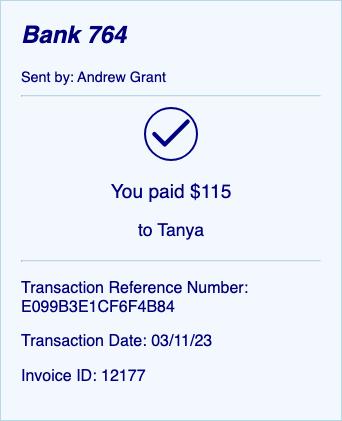 Bank 764
Sent by: Andrew Grant
You paid $115
to Tanya
Transaction Reference Number:
E099B3E1CF6F4B84
Transaction Date: 03/11/23
Invoice ID: 12177